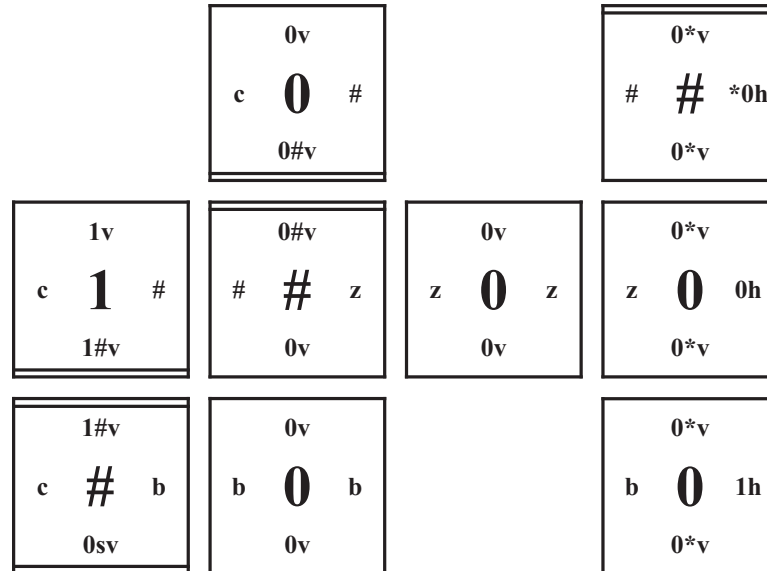 0v 0*v
c 0 # # # *0h
0#v 0*v
1v 0#v 0v 0*v
c 1 # # # z z 0 z z 0 0h
1#v 0v 0v 0*v
1#v 0v 0*v
c # b b 0 b b 0 1h
0sv 0v 0*v